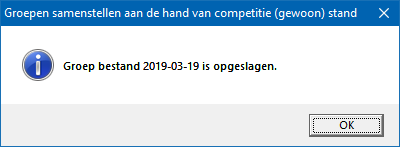 Groepen samenstellen aan de hand van competitie (gewoon) stand
Groep bestand 2019-03-19 is opgeslagen.
OK